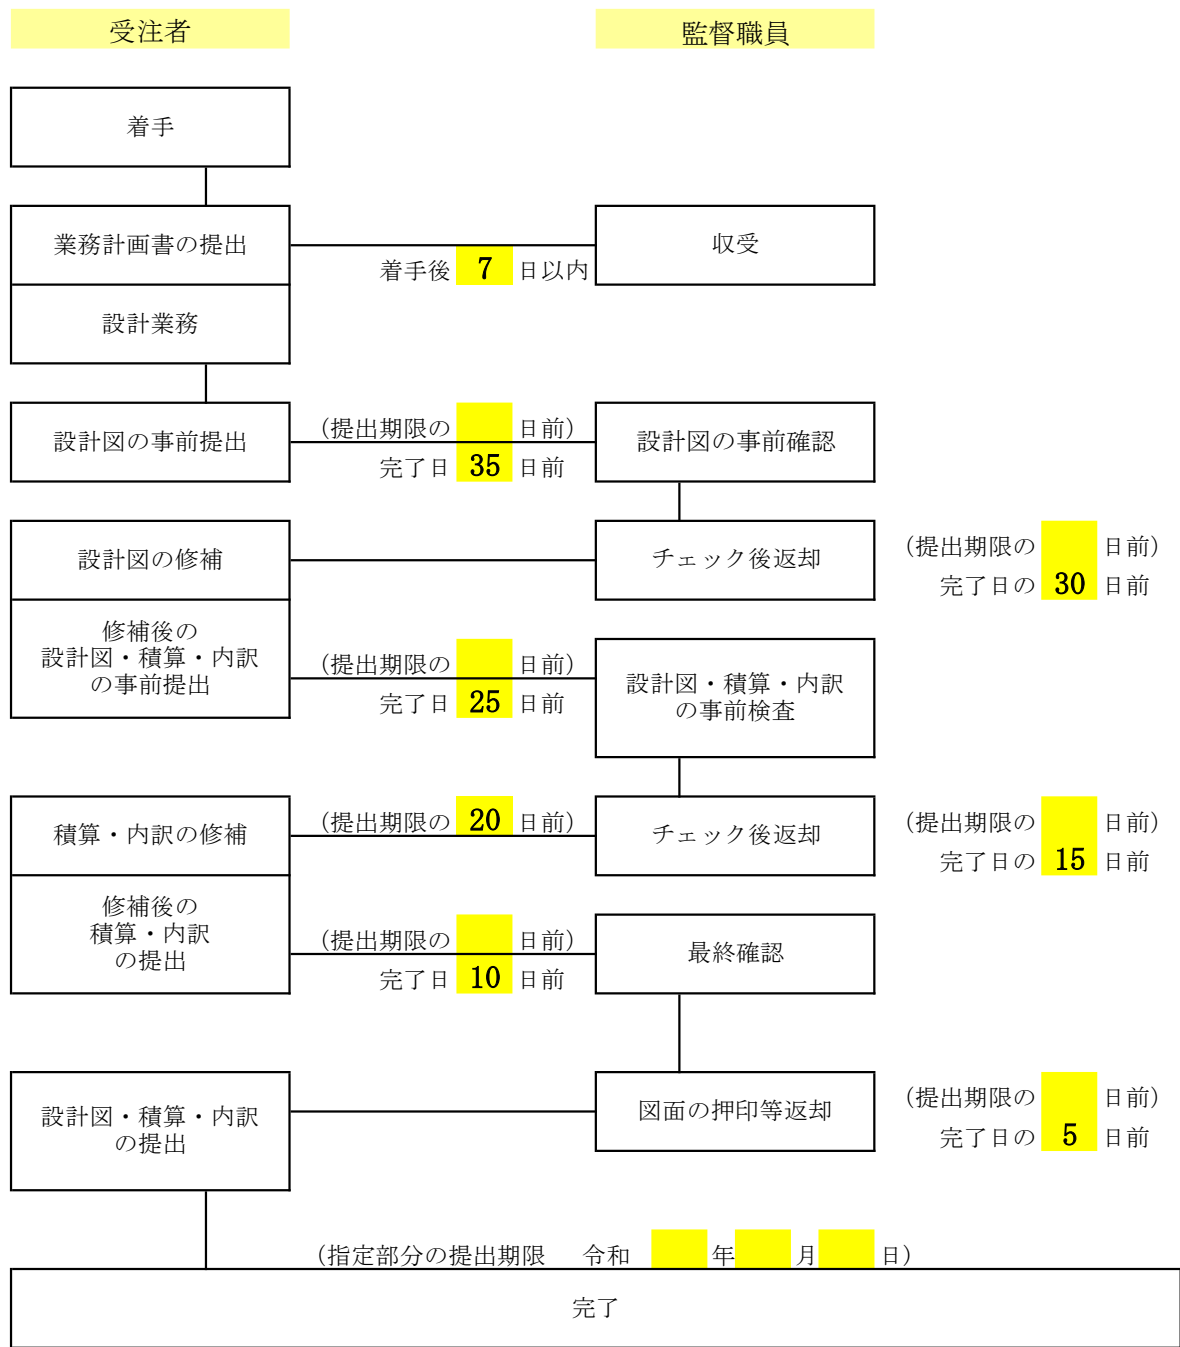 受注者
監督職員
着手
業務計画書の提出
収受
着手後 7 日以内
設計業務
設計図の事前提出
(提出期限の 日前)
完了日 35 日前
設計図の事前確認
設計図の修補
チェック後返却
(提出期限の 日前)
完了日の 30 日前
修補後の
設計図・積算・内訳
の事前提出
(提出期限の 日前)
完了日 25 日前
設計図・積算・内訳
の事前検査
積算・内訳の修補
(提出期限の 20 日前)
チェック後返却
(提出期限の 日前)
完了日の 15 日前
修補後の
積算・内訳
の提出
(提出期限の 日前)
完了日 10 日前
最終確認
設計図・積算・内訳
の提出
図面の押印等返却
(提出期限の 日前)
完了日の 5 日前
(指定部分の提出期限 令和 年 月 日)
完了